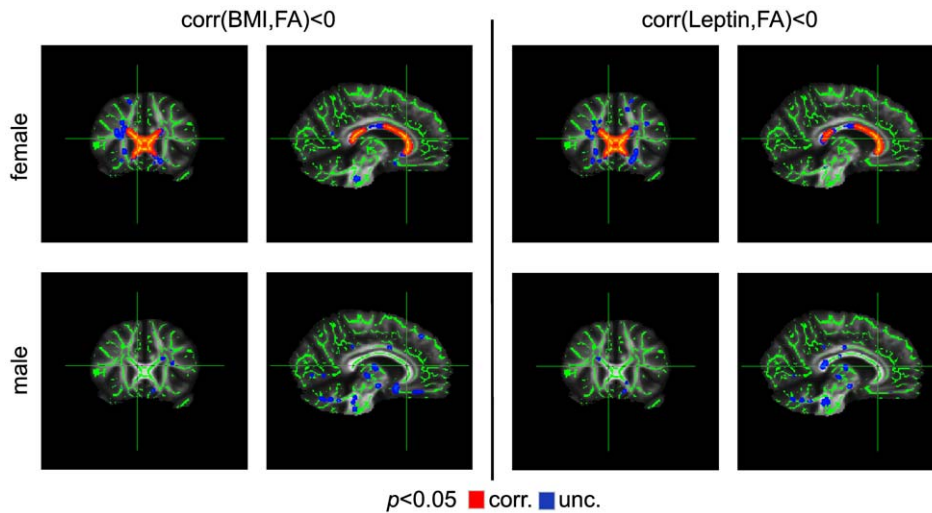 corr(BMI,FA)<0
corr(Leptin,FA)<0
female
male
p<0.05 corr. unc.